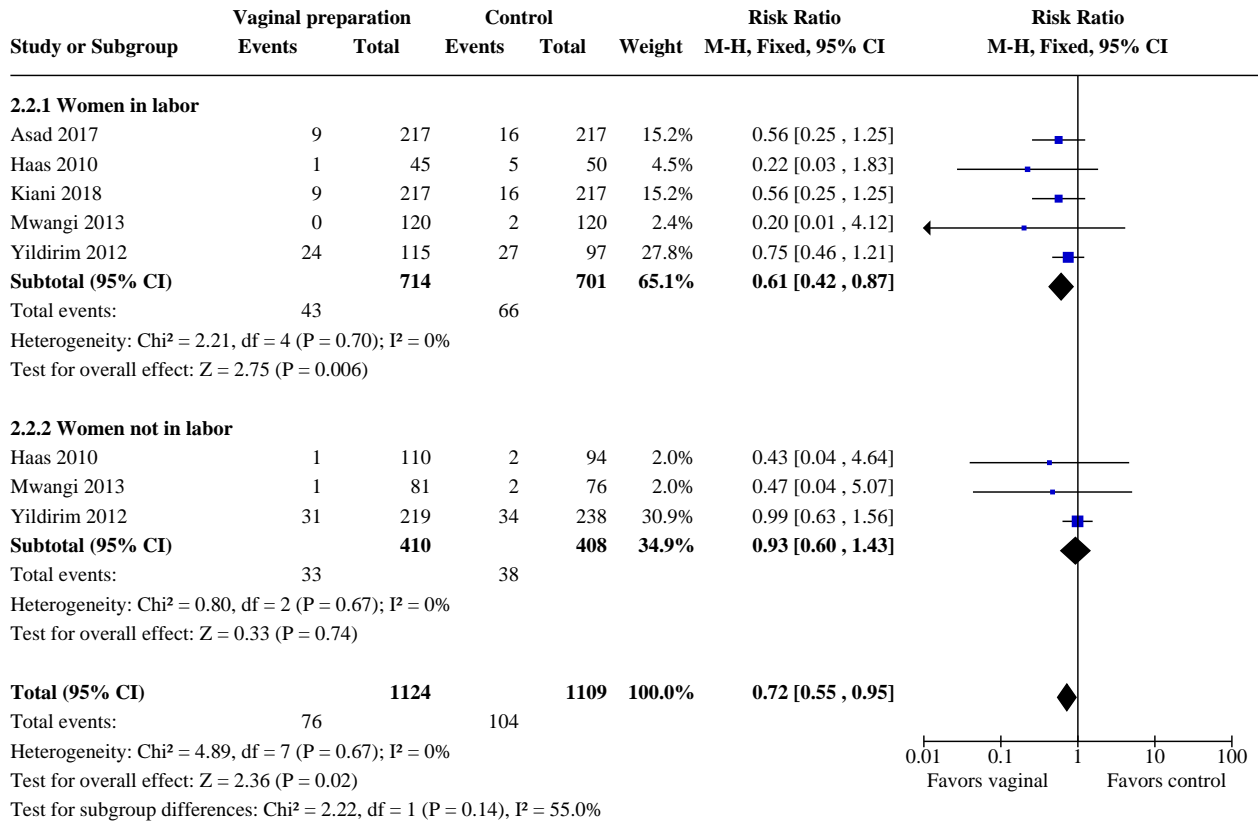 Vaginal preparation Control Risk Ratio Risk Ratio
Study or Subgroup Events Total Events Total Weight M-H, Fixed, 95% CI M-H, Fixed, 95% CI
2.2.1 Women in labor
Asad 2017 9 217 16 217 15.2% 0.56 [0.25 , 1.25]
Haas 2010 1 45 5 50 4.5% 0.22 [0.03 , 1.83]
Kiani 2018 9 217 16 217 15.2% 0.56 [0.25 , 1.25]
Mwangi 2013 0 120 2 120 2.4% 0.20 [0.01 , 4.12]
Yildirim 2012 24 115 27 97 27.8% 0.75 [0.46 , 1.21]
Subtotal (95% CI) 714 701 65.1% 0.61 [0.42 , 0.87]
Total events: 43 66
Heterogeneity: Chi² = 2.21, df = 4 (P = 0.70); I² = 0%
Test for overall effect: Z = 2.75 (P = 0.006)
2.2.2 Women not in labor
Haas 2010 1 110 2 94 2.0% 0.43 [0.04 , 4.64]
Mwangi 2013 1 81 2 76 2.0% 0.47 [0.04 , 5.07]
Yildirim 2012 31 219 34 238 30.9% 0.99 [0.63 , 1.56]
Subtotal (95% CI) 410 408 34.9% 0.93 [0.60 , 1.43]
Total events: 33 38
Heterogeneity: Chi² = 0.80, df = 2 (P = 0.67); I² = 0%
Test for overall effect: Z = 0.33 (P = 0.74)
Total (95% CI) 1124 1109 100.0% 0.72 [0.55 , 0.95]
Total events: 76 104
Heterogeneity: Chi² = 4.89, df = 7 (P = 0.67); I² = 0%
Test for overall effect: Z = 2.36 (P = 0.02)
Test for subgroup differences: Chi² = 2.22, df = 1 (P = 0.14), I² = 55.0%
0.01 0.1 1 10 100
Favors vaginal Favors control